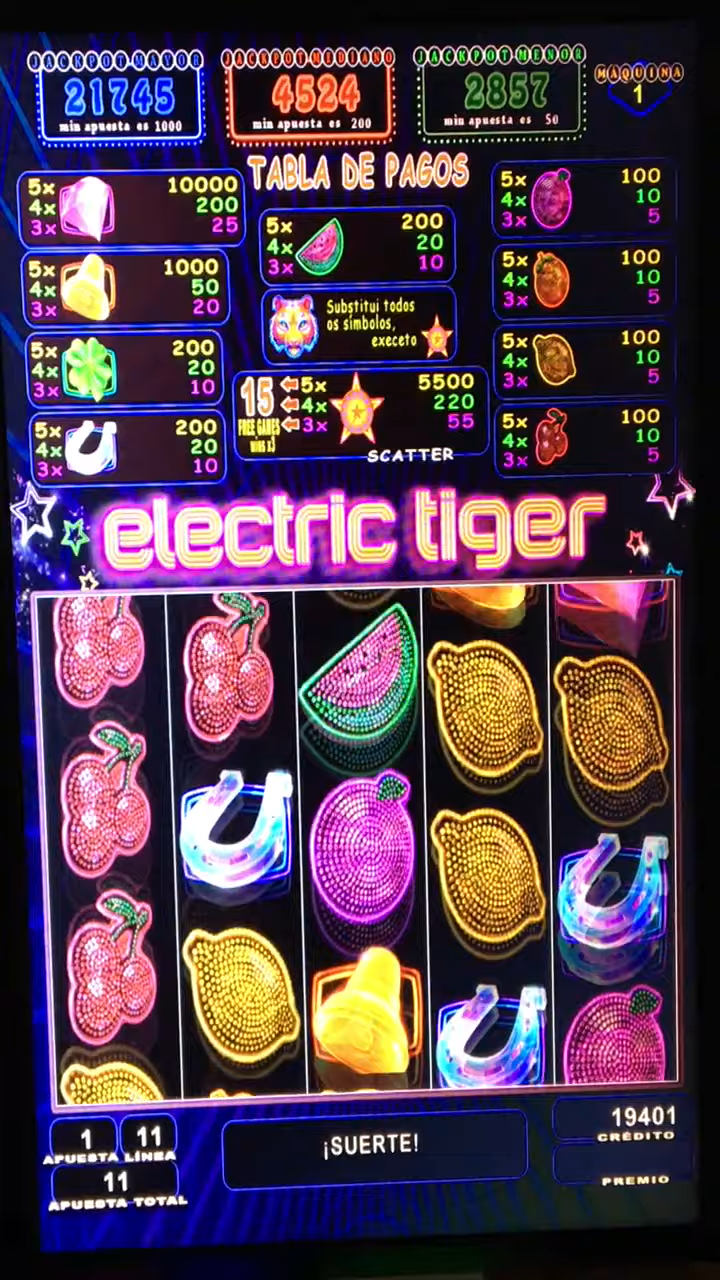 JACKPOT MAYOR
21745
min apuesta es 1000
JACKPOT MEDIANO
4524
min apuesta es 200
JACKPOT MENOR
2857
min apuesta es 50
MÁQUINA
1
TABLA DE PAGOS
5x 10000
4x 200
3x 25
5x 1000
4x 50
3x 20
5x 200
4x 20
3x 10
5x 200
4x 20
3x 10
5x 200
4x 20
3x 10
Substitui todos
os símbolos,
execeto
15
FREE GAMES
WINS x3
5x 5500
4x 220
3x 55
SCATTER
5x 100
4x 10
3x 5
5x 100
4x 10
3x 5
5x 100
4x 10
3x 5
5x 100
4x 10
3x 5
electric tiger
1 11
APUESTA LÍNEA
11
APUESTA TOTAL
¡SUERTE!
19401
CRÉDITO
PREMIO